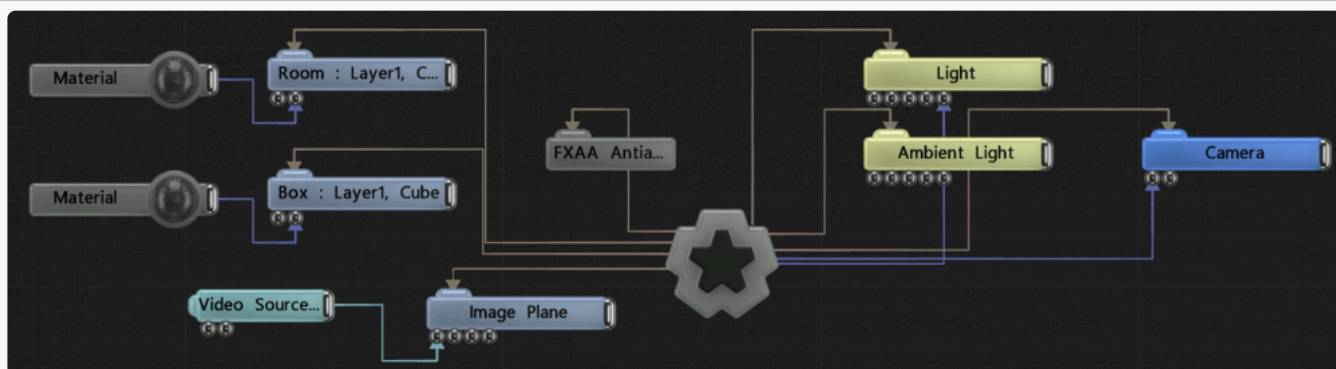 Material
Room : Layer1, C...
Light
FXAA Antia...
Ambient Light
Camera
Material
Box : Layer1, Cube
Video Source...
Image Plane